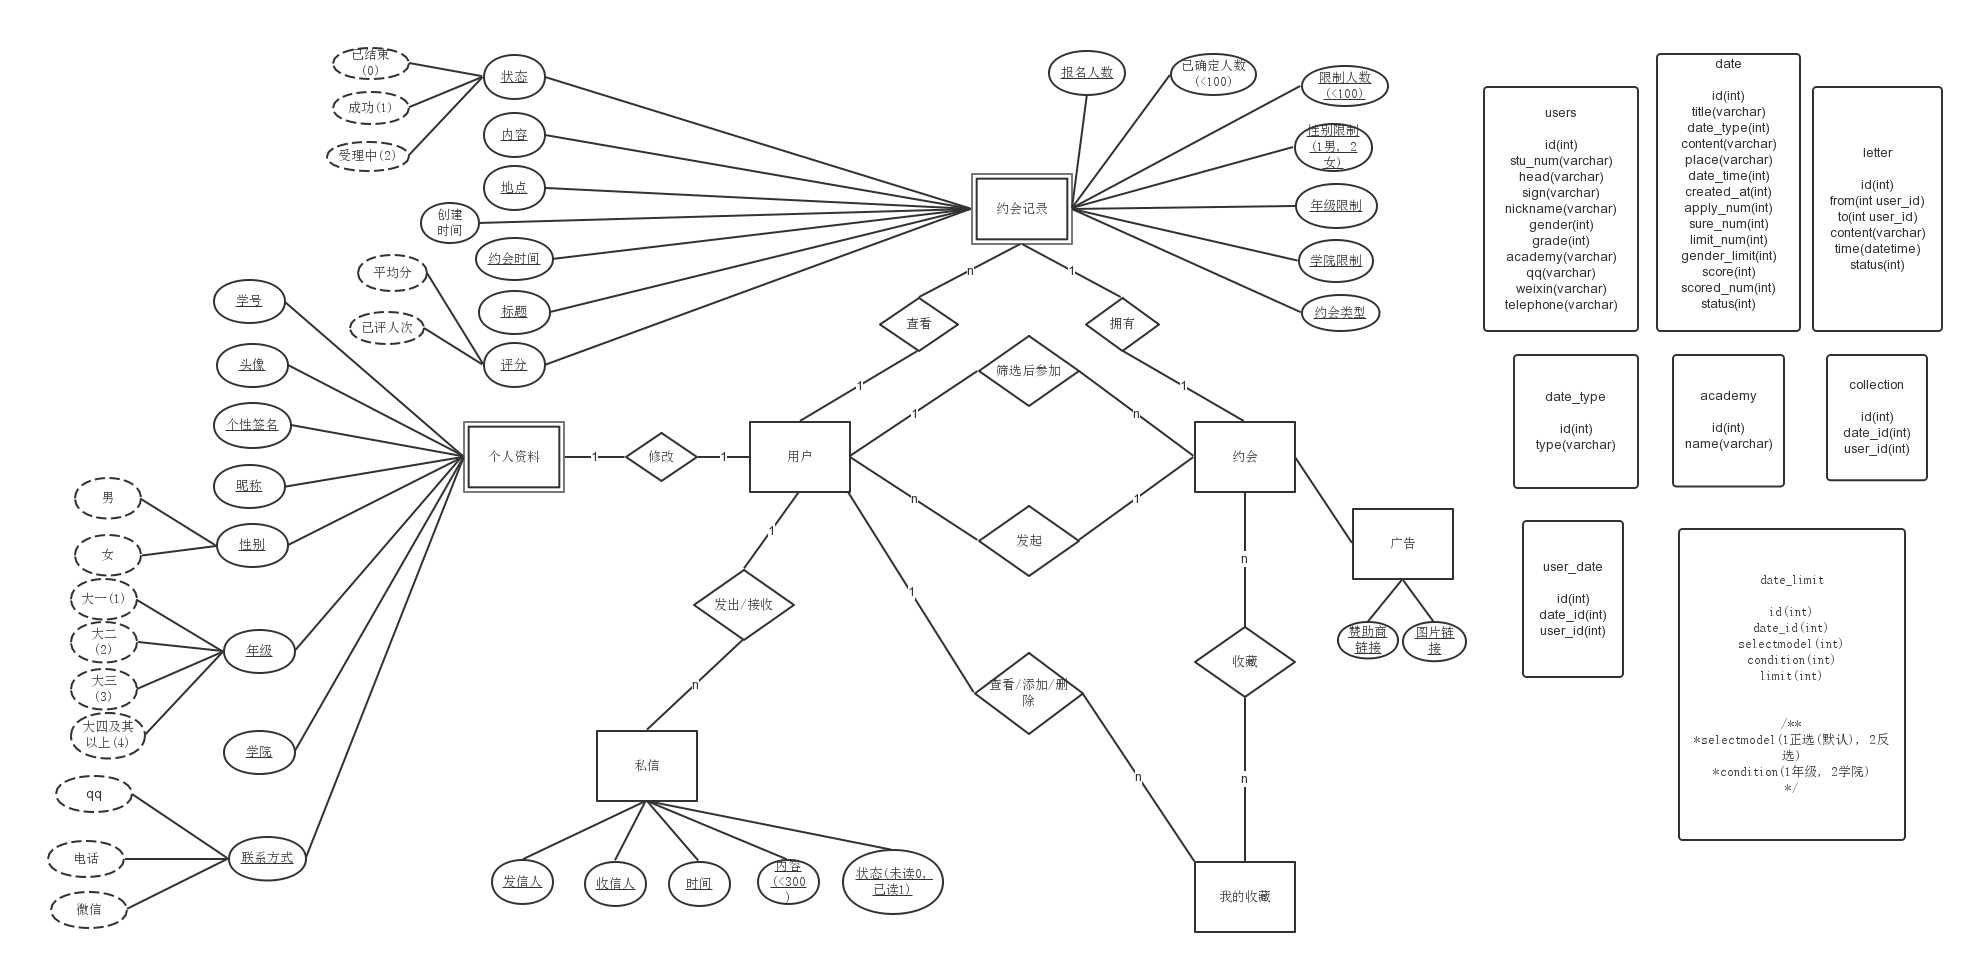 已结束
(0)
成功(1)
受理中(2)
状态
内容
地点
创建
时间
约会时间
标题
平均分
已评人次
评分
报名人数
已确定人数
(<100)
限制人数
(<100)
性别限制
(1男, 2
女)
年级限制
学院限制
约会类型
约会记录
n
查看
1
1
拥有
1
学号
头像
个性签名
昵称
男
女
性别
大一(1)
大二
(2)
大三
(3)
大四及其
以上(4)
年级
学院
qq
电话
微信
联系方式
个人资料
1
修改
1
用户
1
筛选后参加
n
n
发起
1
约会
广告
赞助商
链接
图片链
接
1
发出/接收
n
私信
发信人
收信人
时间
内容
(<300
)
状态(未读0,
已读1)
1
查看/添加/删
除
n
n
收藏
n
我的收藏
users
id(int)
stu_num(varchar)
head(varchar)
sign(varchar)
nickname(varchar)
gender(int)
grade(int)
academy(varchar)
qq(varchar)
weixin(varchar)
telephone(varchar)
date
id(int)
title(varchar)
date_type(int)
content(varchar)
place(varchar)
date_time(int)
created_at(int)
apply_num(int)
sure_num(int)
limit_num(int)
gender_limit(int)
score(int)
scored_num(int)
status(int)
letter
id(int)
from(int user_id)
to(int user_id)
content(varchar)
time(datetime)
status(int)
date_type
id(int)
type(varchar)
academy
id(int)
name(varchar)
collection
id(int)
date_id(int)
user_id(int)
user_date
id(int)
date_id(int)
user_id(int)
date_limit
id(int)
date_id(int)
selectmodel(int)
condition(int)
limit(int)
/**
*selectmodel(1正选(默认), 2反
选)
*condition(1年级, 2学院)
*/